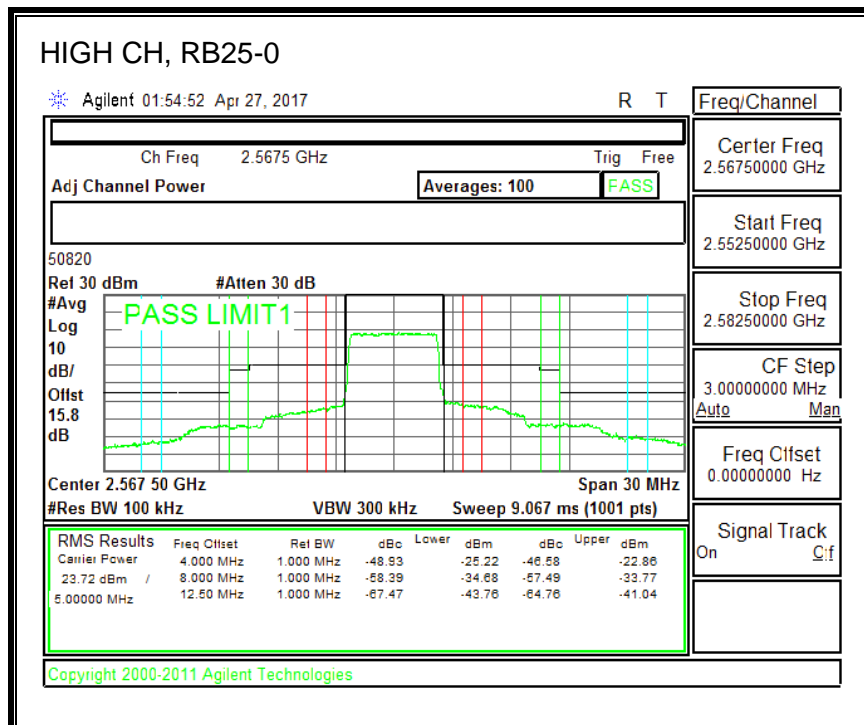 HIGH CH, RB25-0
Agilent 01:54:52 Apr 27, 2017 R T
Freq/Channel
Ch Freq 2.5675 GHz Trig Free
Adj Channel Power Averages: 100 PASS
Center Freq
2.56750000 GHz
Start Freq
2.55250000 GHz
Stop Freq
2.58250000 GHz
CF Step
3.00000000 MHz
Auto Man
Freq Offset
0.00000000 Hz
Signal Track
On Off
50820
Ref 30 dBm #Atten 30 dB
#Avg
Log
10
dB/
Offst
15.8
dB
PASS LIMIT1
Center 2.567 50 GHz Span 30 MHz
#Res BW 100 kHz VBW 300 kHz Sweep 9.067 ms (1001 pts)
RMS Results Freq Offset Ref BW dBc Lower dBm dBc Upper dBm
Carrier Power 4.000 MHz 1.000 MHz -48.93 -25.22 -46.58 -22.86
23.72 dBm / 8.000 MHz 1.000 MHz -58.39 -34.68 -57.49 -33.77
5.00000 MHz 12.50 MHz 1.000 MHz -67.47 -43.76 -64.76 -41.04
Copyright 2000-2011 Agilent Technologies